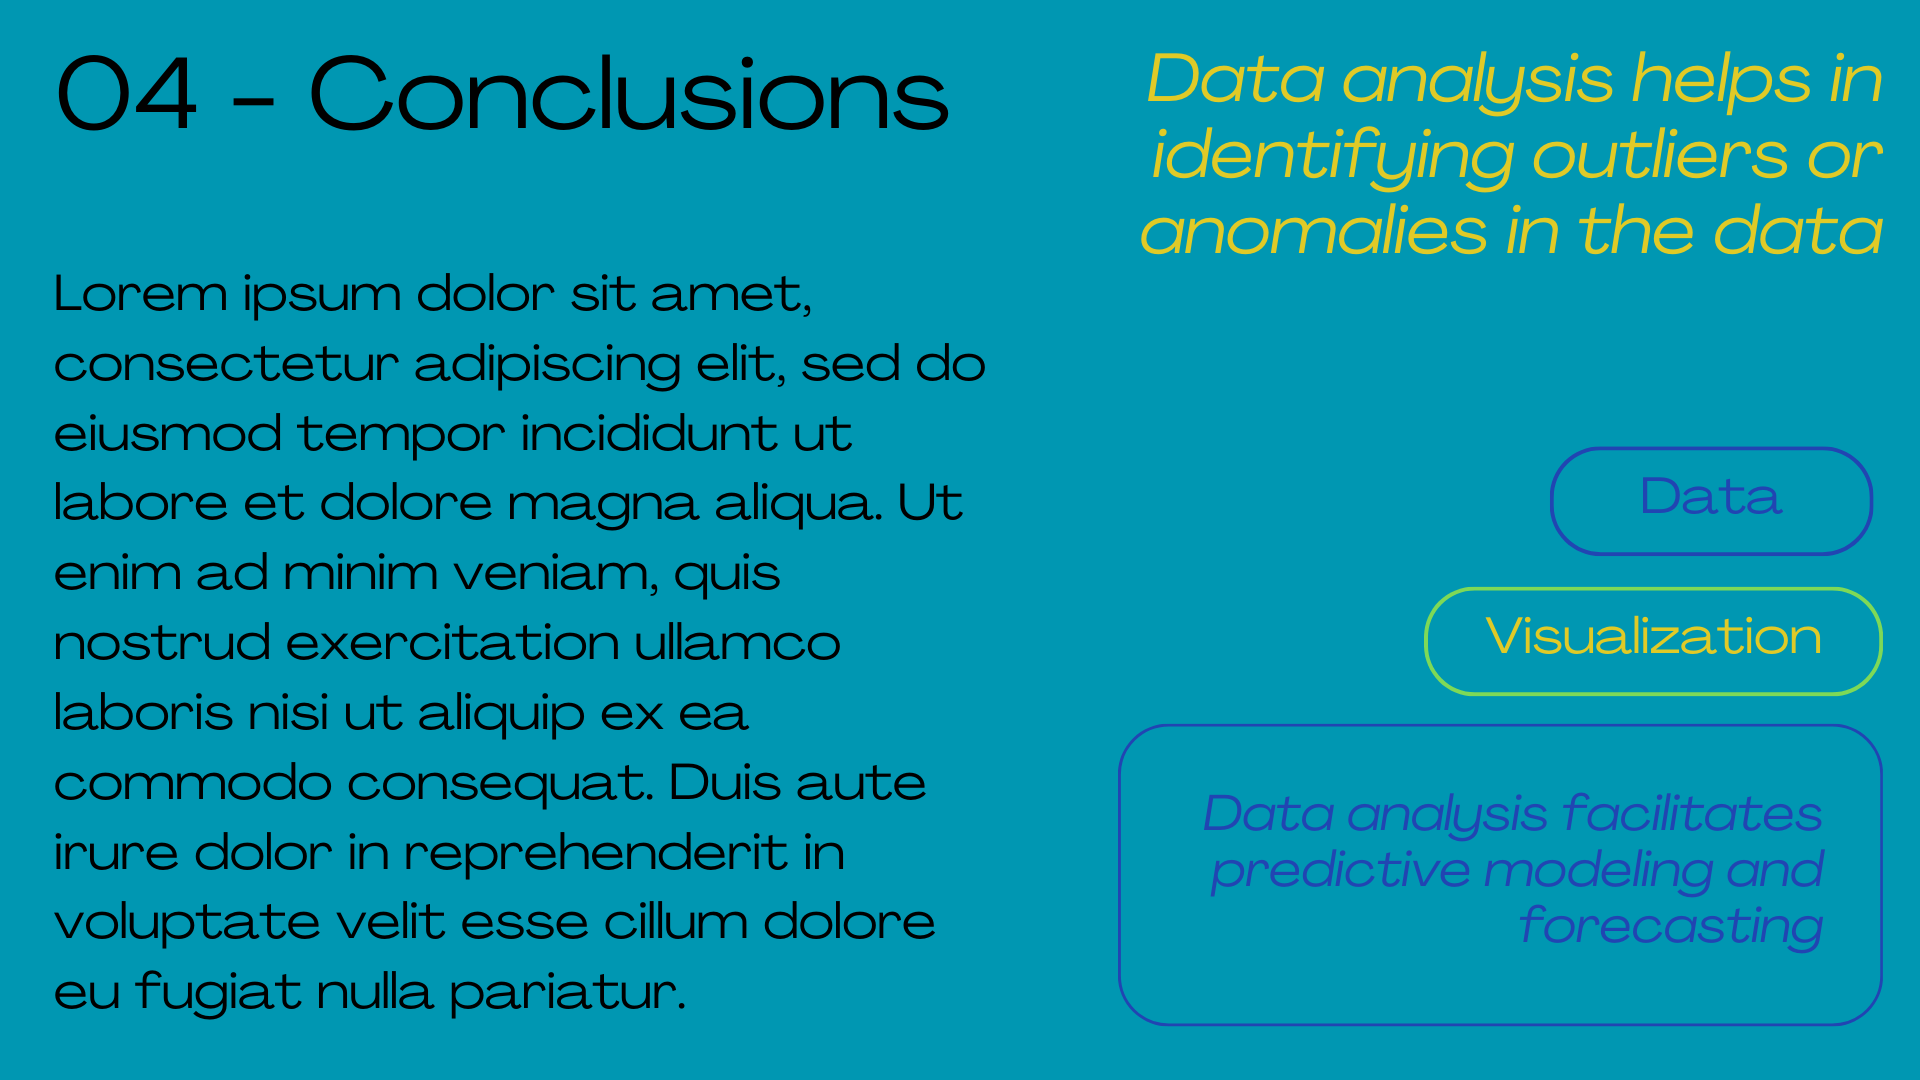 04 - Conclusions
Lorem ipsum dolor sit amet,
consectetur adipiscing elit, sed do
eiusmod tempor incididunt ut
labore et dolore magna aliqua. Ut
enim ad minim veniam, quis
nostrud exercitation ullamco
laboris nisi ut aliquip ex ea
commodo consequat. Duis aute
irure dolor in reprehenderit in
voluptate velit esse cillum dolore
eu fugiat nulla pariatur.
Data analysis helps in
identifying outliers or
anomalies in the data
Data
Visualization
Data analysis facilitates
predictive modeling and
forecasting